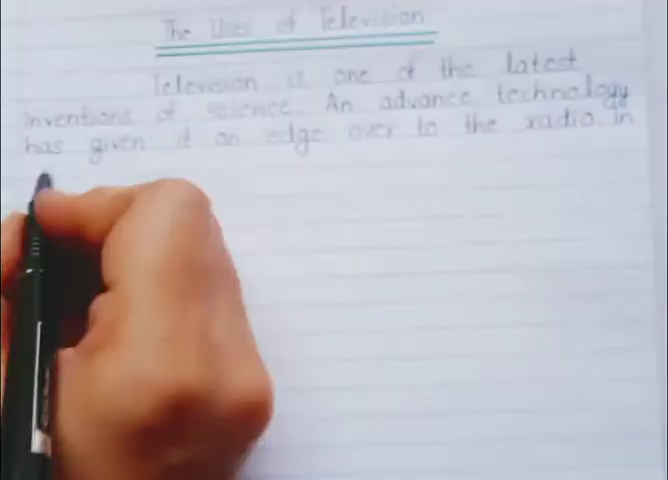 The Uses of Television
Television is one of the latest
inventions of science. An advance technology
has given it an edge over to the radio. In